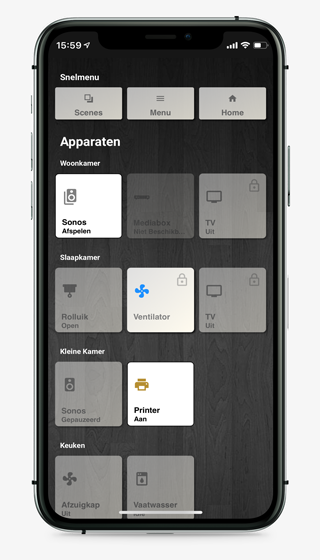 15:59
Snelmenu
Scenes
Menu
Home
Apparaten
Woonkamer
Sonos
Afspelen
Mediabox
Niet Beschikb...
TV
Uit
Slaapkamer
Rolluik
Open
Ventilator
TV
Uit
Kleine Kamer
Sonos
Gepauzeerd
Printer
Aan
Keuken
Afzuigkap
Uit
Vaatwasser